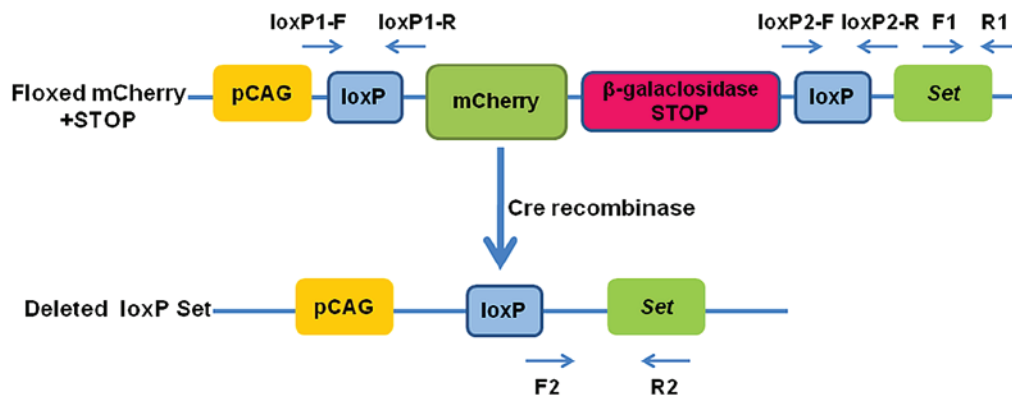 loxP1-F loxP1-R loxP2-F loxP2-R F1 R1
Floxed mCherry
+STOP
pCAG loxP mCherry β-galaclosidase
STOP
loxP Set
Cre recombinase
Deleted loxP Set pCAG loxP Set
F2 R2